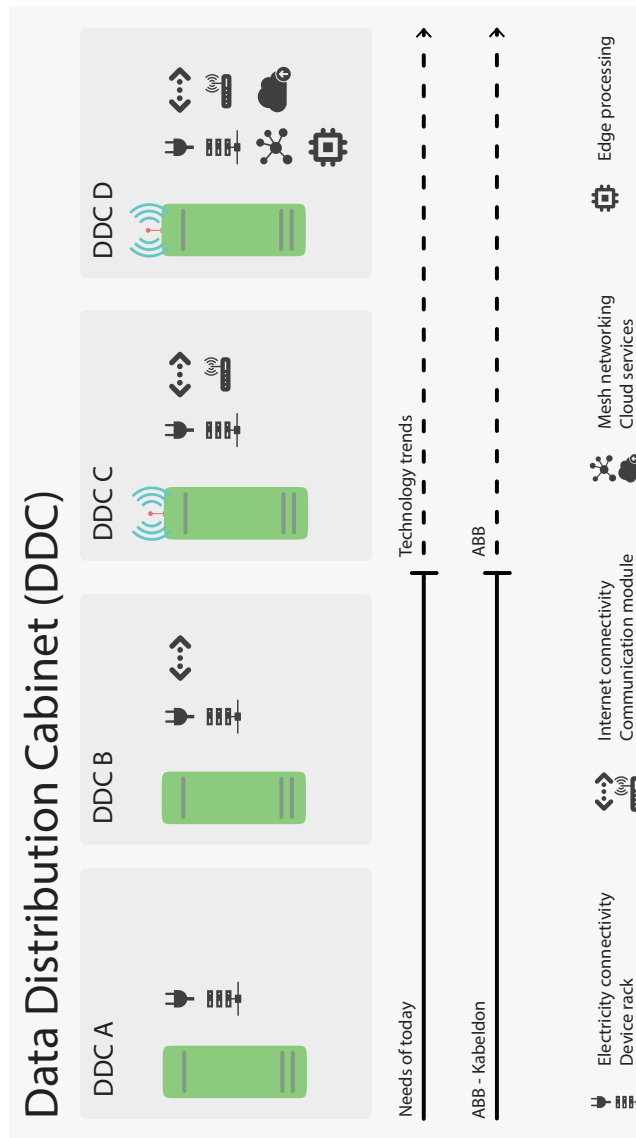 Data Distribution Cabinet (DDC)
DDC A
DDC B
DDC C
DDC D
Needs of today
Technology trends
ABB - Kabeldon
ABB
Electricity connectivity
Device rack
Internet connectivity
Communication module
Mesh networking
Cloud services
Edge processing